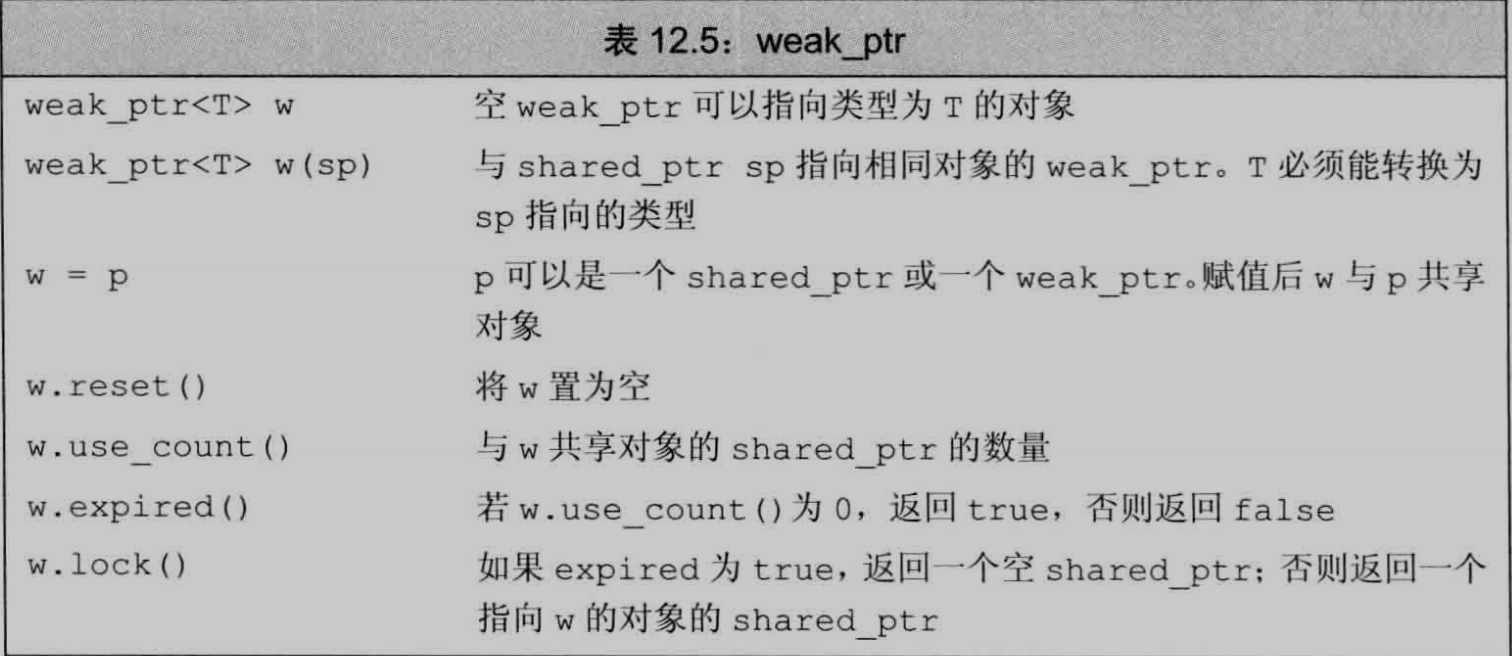 表 12.5：weak_ptr
weak_ptr<T> w 空 weak_ptr 可以指向类型为 T 的对象
weak_ptr<T> w(sp) 与 shared_ptr sp 指向相同对象的 weak_ptr。T 必须能转换为
sp 指向的类型
w = p p 可以是一个 shared_ptr 或一个 weak_ptr。赋值后 w 与 p 共享
对象
w.reset() 将 w 置为空
w.use_count() 与 w 共享对象的 shared_ptr 的数量
w.expired() 若 w.use_count()为 0，返回 true，否则返回 false
w.lock() 如果 expired 为 true，返回一个空 shared_ptr；否则返回一个
指向 w 的对象的 shared_ptr